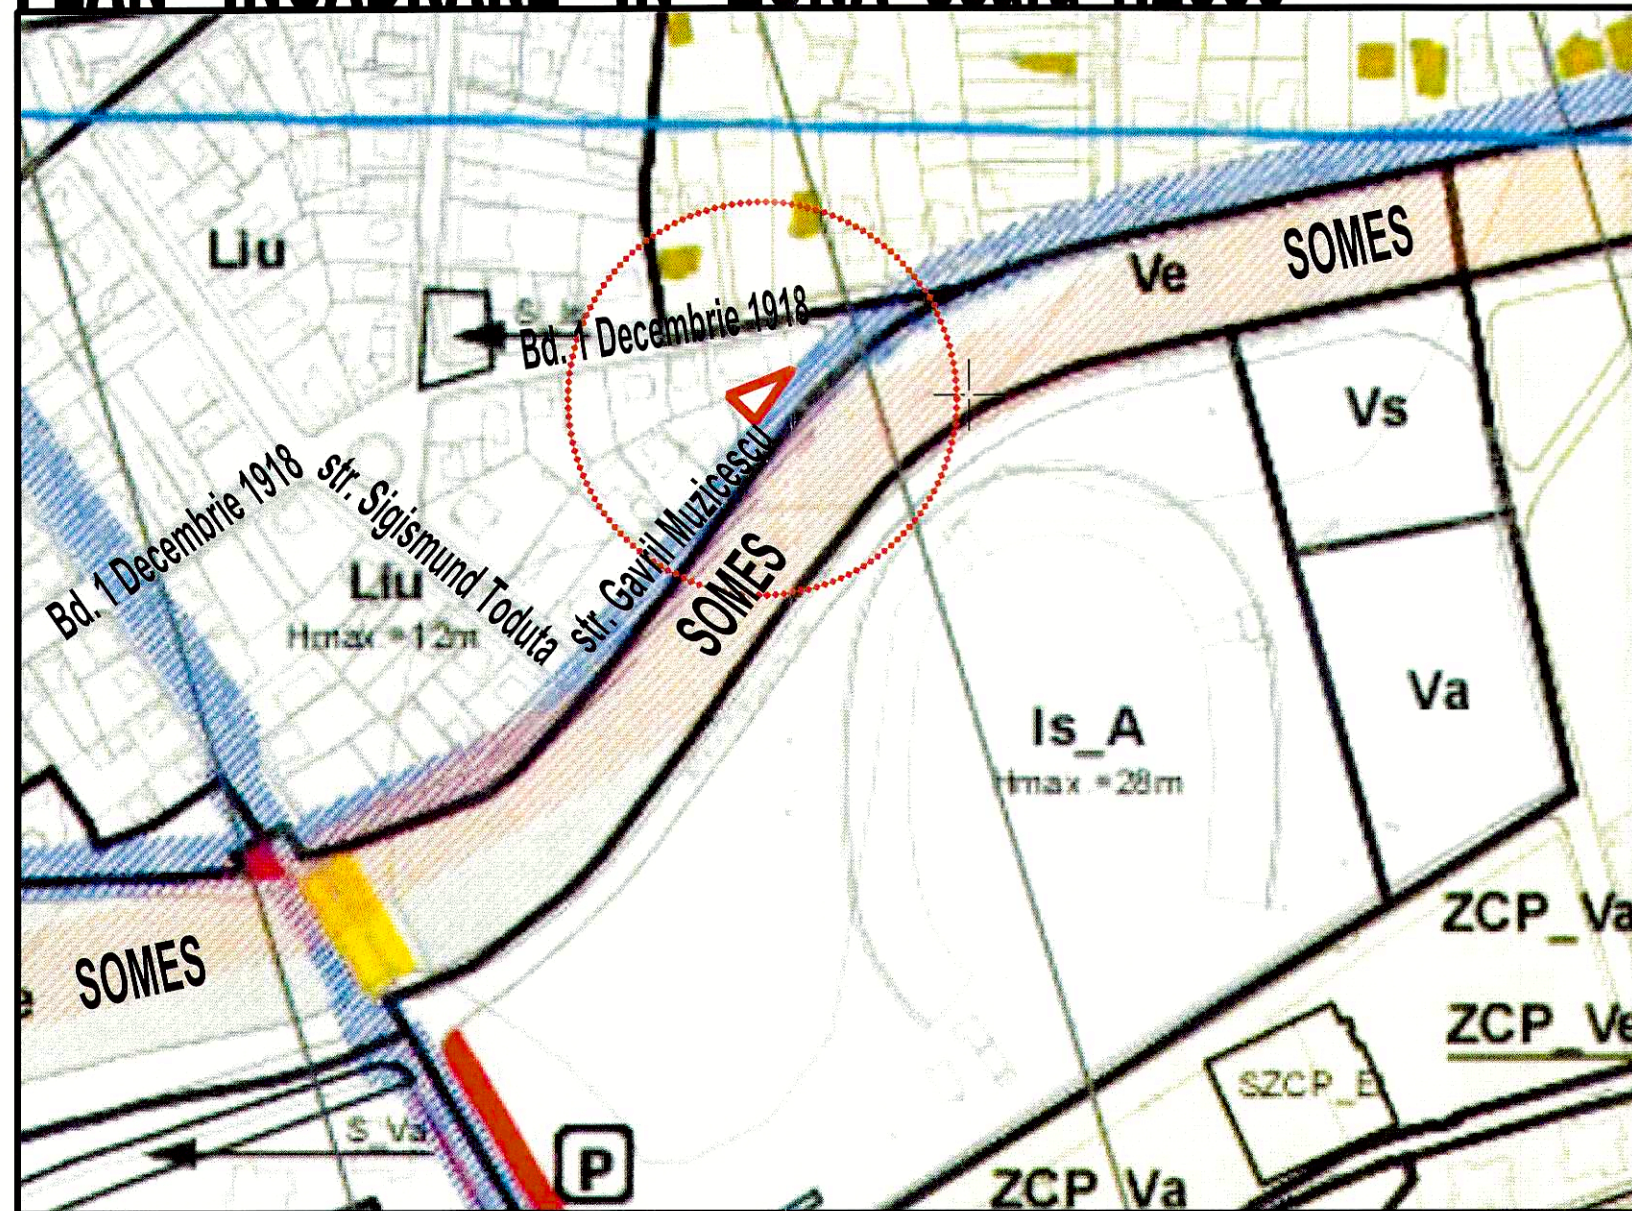 Liu
SOMES
Ve
Bd. 1 Decembrie 1918
Vs
Bd. 1 Decembrie 1918
str. Sigismund Toduta
str. Gavril Muzicescu
Liu
Hmax =12m
SOMES
Va
Is_A
Hmax =28m
ZCP_Va
SOMES
ZCP_Ve
SZCP_E
S_Va
P
ZCP_Va